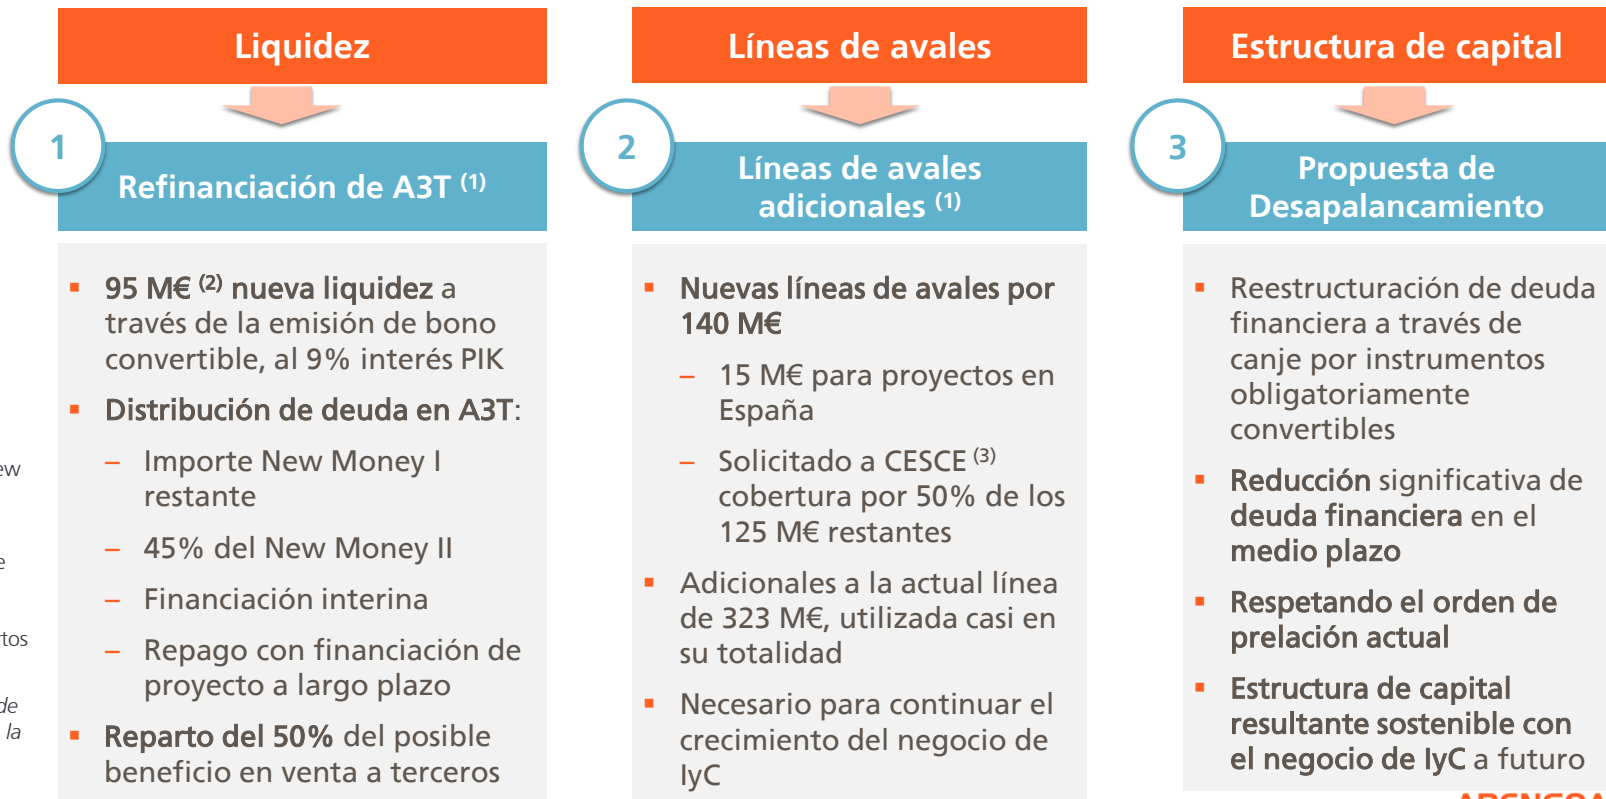 Liquidez
1
Refinanciación de A3T (1)
▪ 95 M€ (2) nueva liquidez a
través de la emisión de bono
convertible, al 9% interés PIK
▪ Distribución de deuda en A3T:
– Importe New Money I
restante
– 45% del New Money II
– Financiación interina
– Repago con financiación de
proyecto a largo plazo
▪ Reparto del 50% del posible
beneficio en venta a terceros
Líneas de avales
2
Líneas de avales
adicionales (1)
▪ Nuevas líneas de avales por
140 M€
– 15 M€ para proyectos en
España
– Solicitado a CESCE (3)
cobertura por 50% de los
125 M€ restantes
▪ Adicionales a la actual línea
de 323 M€, utilizada casi en
su totalidad
▪ Necesario para continuar el
crecimiento del negocio de
IyC
Estructura de capital
3
Propuesta de
Desapalancamiento
▪ Reestructuración de deuda
financiera a través de
canje por instrumentos
obligatoriamente
convertibles
▪ Reducción significativa de
deuda financiera en el
medio plazo
▪ Respetando el orden de
prelación actual
▪ Estructura de capital
resultante sostenible con
el negocio de IyC a futuro
de
la